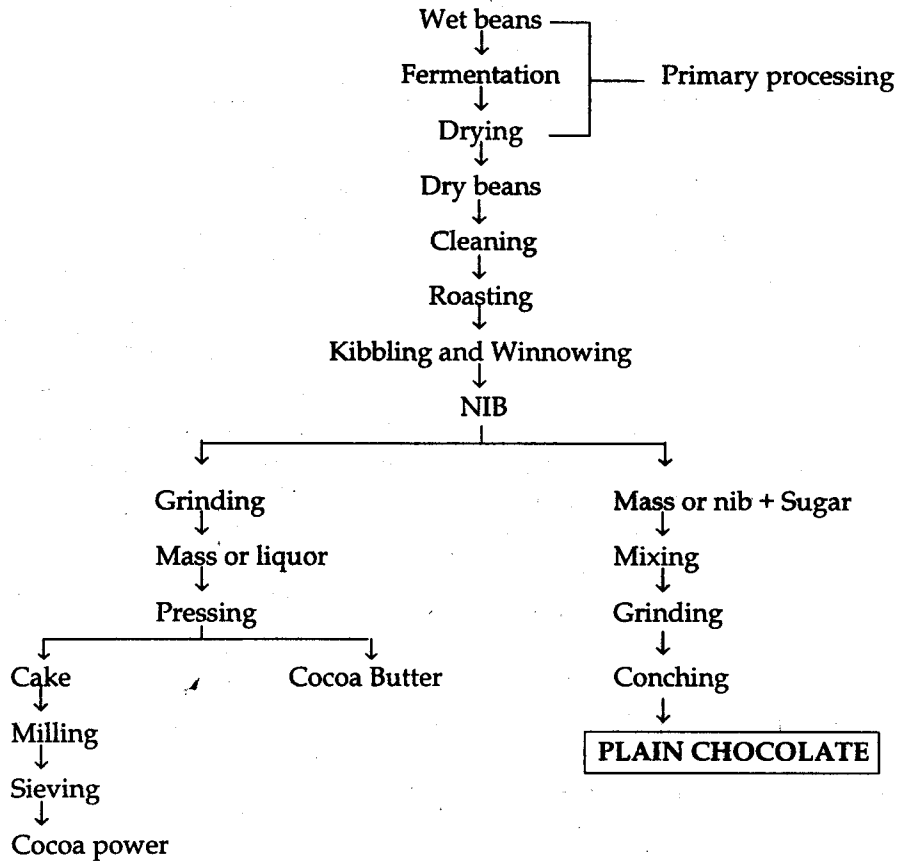 Wet beans
Fermentation Primary processing
Drying
Dry beans
Cleaning
Roasting
Kibbling and Winnowing
NIB
Grinding Mass or nib + Sugar
Mass or liquor Mixing
Pressing Grinding
Cake Cocoa Butter Conching
Milling PLAIN CHOCOLATE
Sieving
Cocoa power